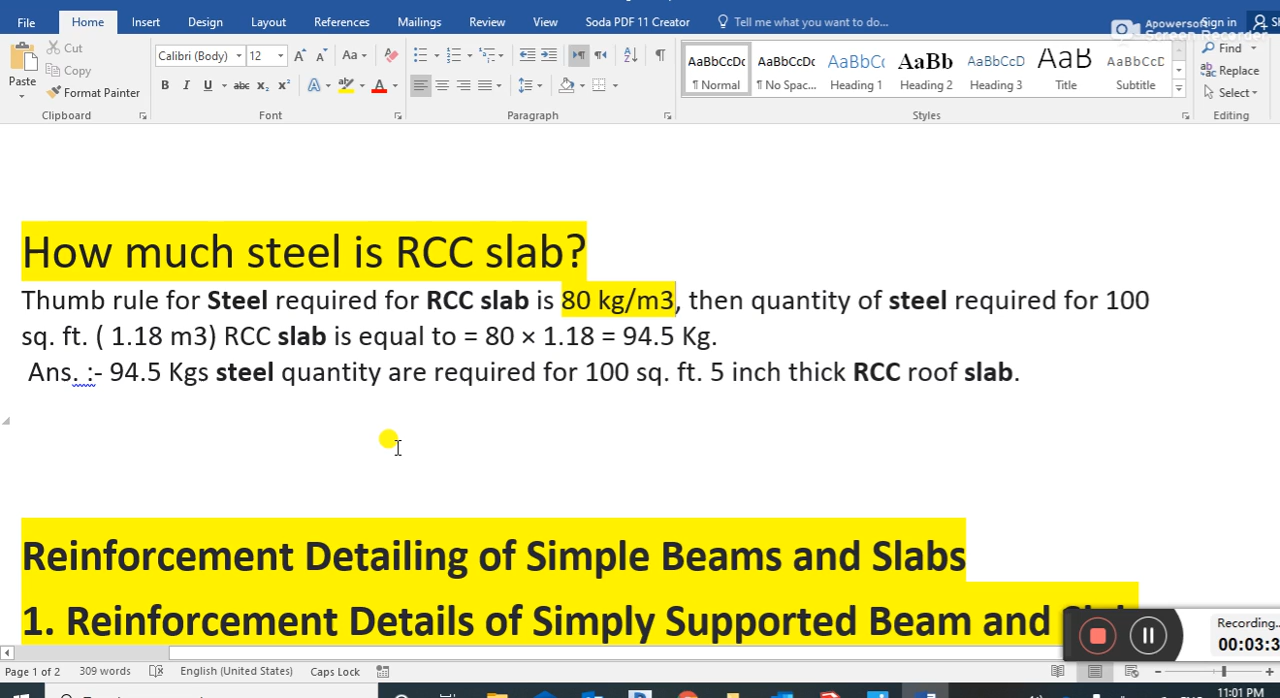 File Home Insert Design Layout References Mailings Review View Soda PDF 11 Creator Tell me what you want to do... Sign in
Apowersoft
Screen Recorder
Cut
Copy
Format Painter
Paste
Calibri (Body) 12
Find
Replace
Select
AaBbCcDc AaBbCcDc AaBbCc AaBb AaBbCcD AaB AaBbCcD
¶ Normal ¶ No Spac... Heading 1 Heading 2 Heading 3 Title Subtitle
Clipboard Font Paragraph Styles Editing
How much steel is RCC slab?
Thumb rule for Steel required for RCC slab is 80 kg/m3, then quantity of steel required for 100
sq. ft. ( 1.18 m3) RCC slab is equal to = 80 × 1.18 = 94.5 Kg.
Ans. :- 94.5 Kgs steel quantity are required for 100 sq. ft. 5 inch thick RCC roof slab.
Reinforcement Detailing of Simple Beams and Slabs
1. Reinforcement Details of Simply Supported Beam and
Recording...
00:03:3
Page 1 of 2 309 words English (United States) Caps Lock
11:01 PM